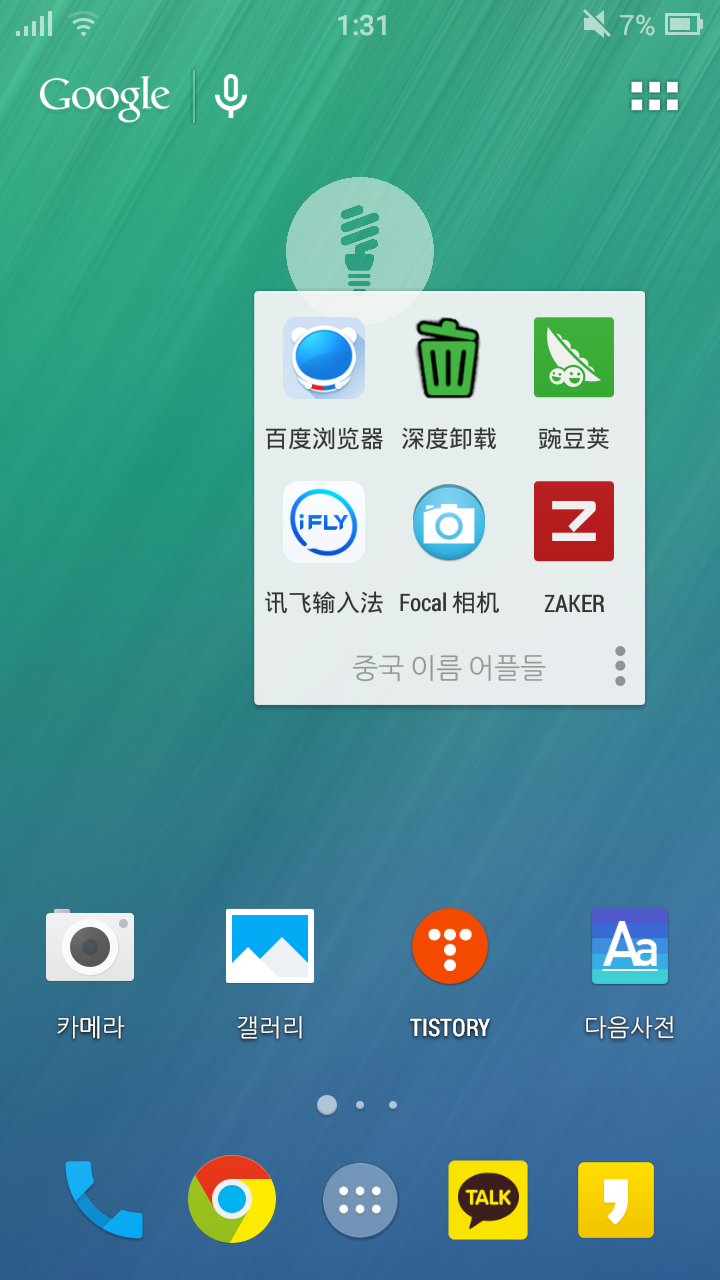 1:31
7%
Google
百度浏览器
深度卸载
豌豆荚
iFLY
讯飞输入法
Focal 相机
ZAKER
중국 이름 어플들
Aa
카메라
갤러리
TISTORY
다음사전
TALK